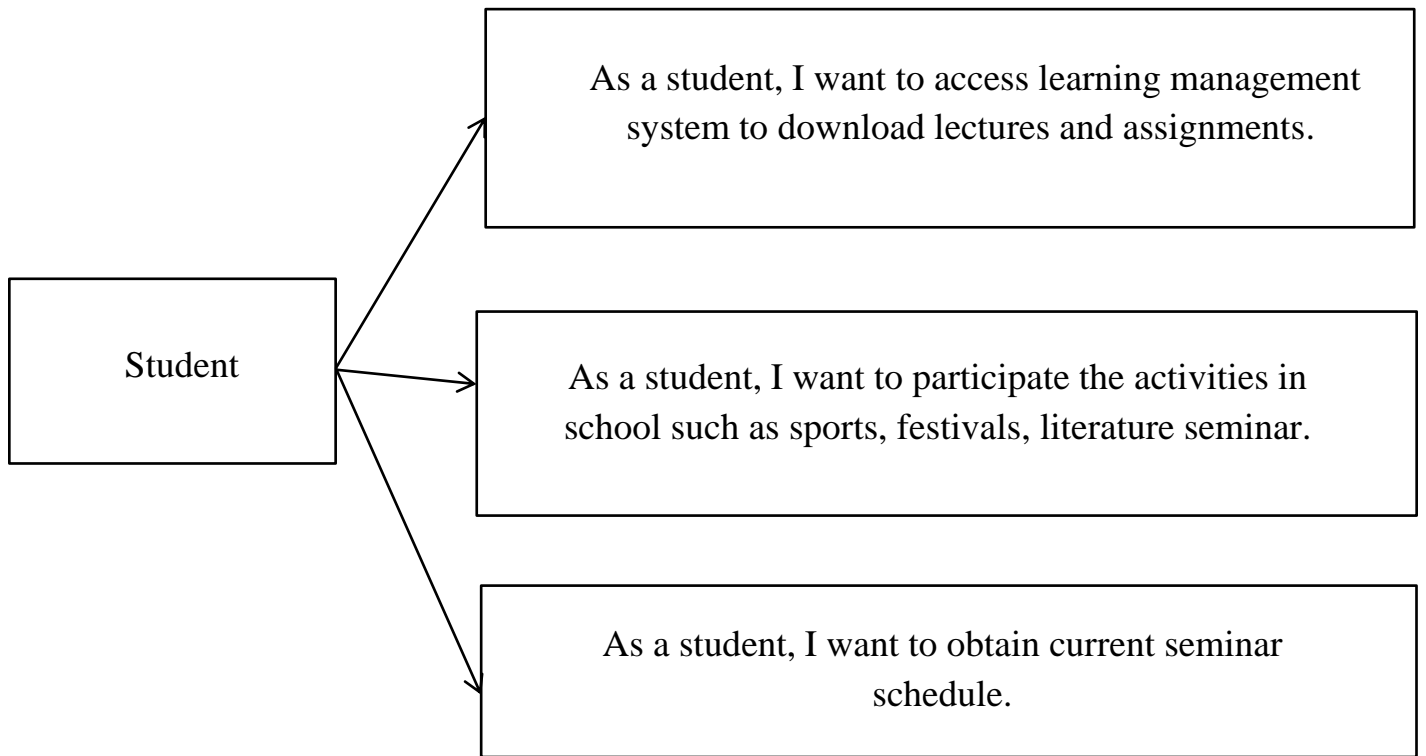 As a student, I want to access learning management
system to download lectures and assignments.
Student
As a student, I want to participate the activities in
school such as sports, festivals, literature seminar.
As a student, I want to obtain current seminar
schedule.